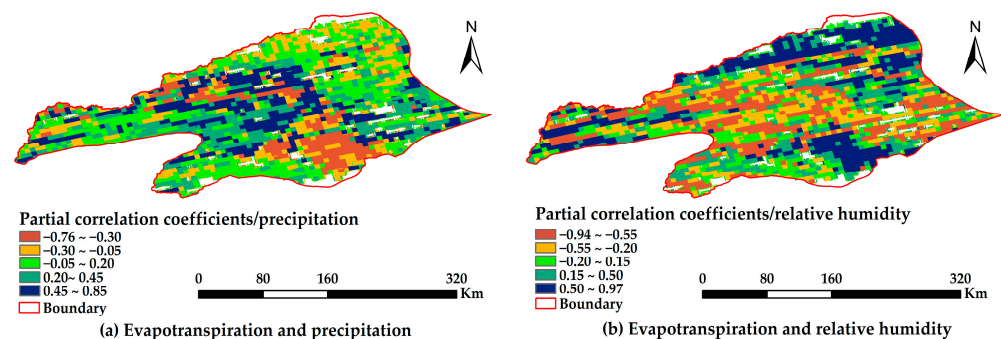 N
Partial correlation coefficients/precipitation
−0.76 ~ −0.30
−0.30 ~ −0.05
−0.05 ~ 0.20
0.20~ 0.45
0.45 ~ 0.85
Boundary
0 80 160 320
Km
(a) Evapotranspiration and precipitation
N
Partial correlation coefficients/relative humidity
−0.94 ~ −0.55
−0.55 ~ −0.20
−0.20 ~ 0.15
0.15 ~ 0.50
0.50 ~ 0.97
Boundary
0 80 160 320
Km
(b) Evapotranspiration and relative humidity